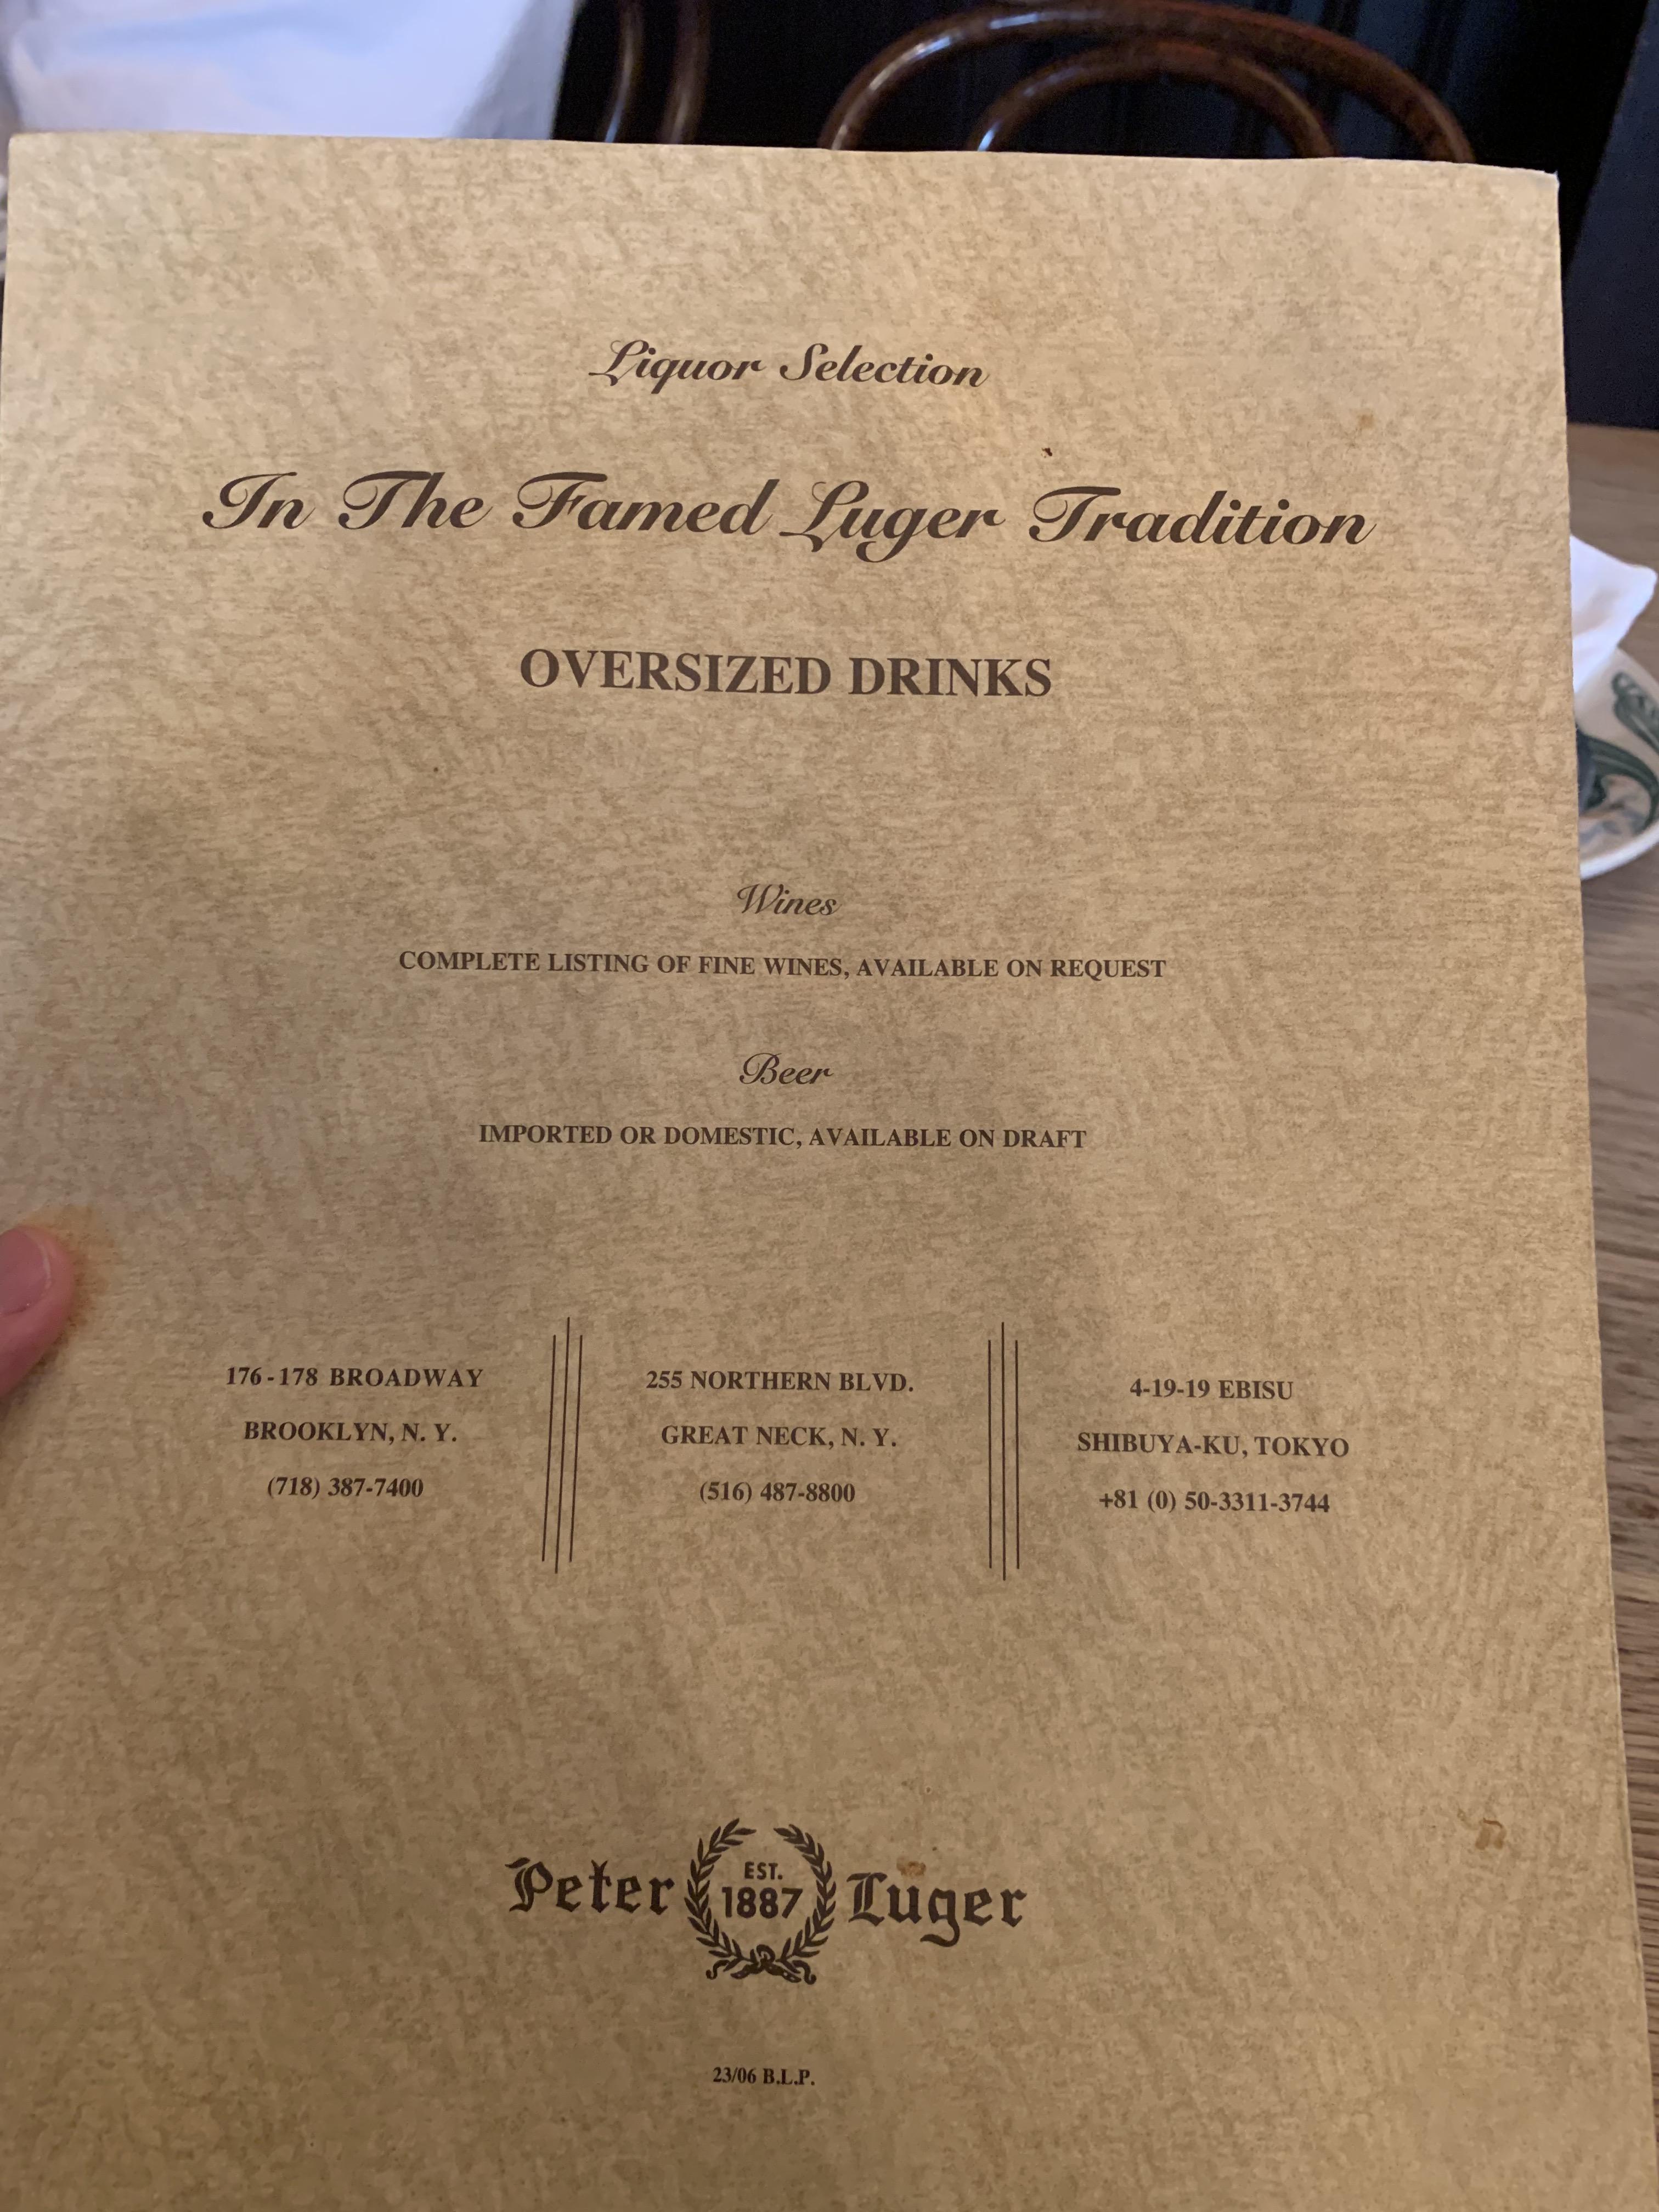 Liquor Selection
In The Famed Luger Tradition
OVERSIZED DRINKS
Wines
COMPLETE LISTING OF FINE WINES, AVAILABLE ON REQUEST
Beer
IMPORTED OR DOMESTIC, AVAILABLE ON DRAFT
176-178 BROADWAY
BROOKLYN, N. Y.
(718) 387-7400
255 NORTHERN BLVD.
GREAT NECK, N. Y.
(516) 487-8800
4-19-19 EBISU
SHIBUYA-KU, TOKYO
+81 (0) 50-3311-3744
Peter EST. 1887 Luger
23/06 B.L.P.